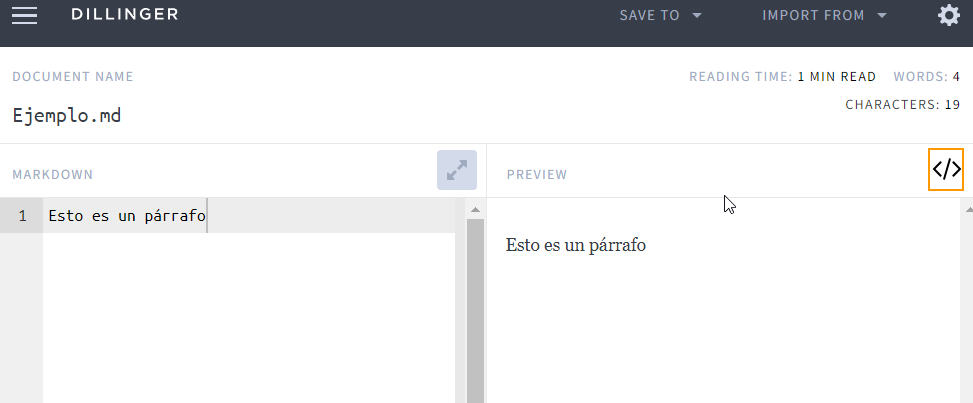 DILLINGER
SAVE TO
IMPORT FROM
DOCUMENT NAME
READING TIME: 1 MIN READ WORDS: 4
CHARACTERS: 19
Ejemplo.md
MARKDOWN
PREVIEW
</>
1 Esto es un párrafo
Esto es un párrafo